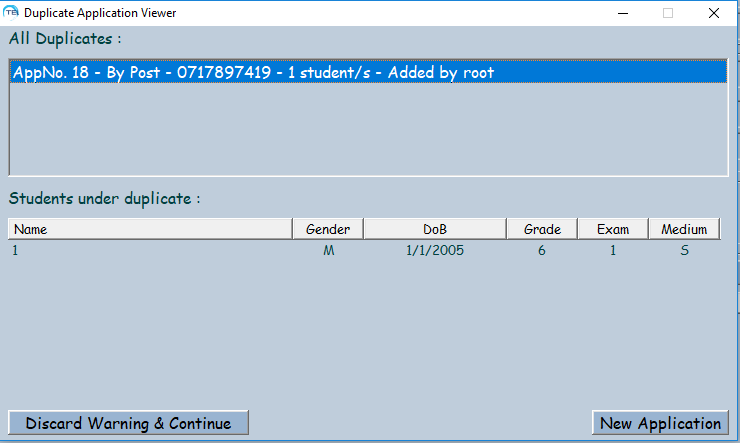 Duplicate Application Viewer
All Duplicates :
AppNo. 18 - By Post - 0717897419 - 1 student/s - Added by root
Students under duplicate :
Name Gender DoB Grade Exam Medium
1 M 1/1/2005 6 1 S
Discard Warning & Continue New Application